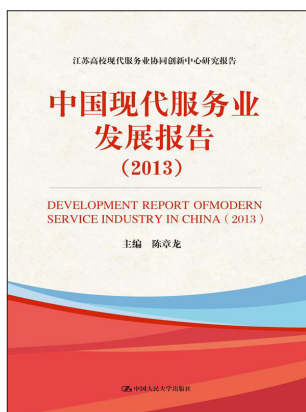 江苏高校现代服务业协同创新中心研究报告
中国现代服务业
发展报告
(2013)
DEVELOPMENT REPORT OFMODERN
SERVICE INDUSTRY IN CHINA（2013）
主编 陈章龙
中国人民大学出版社